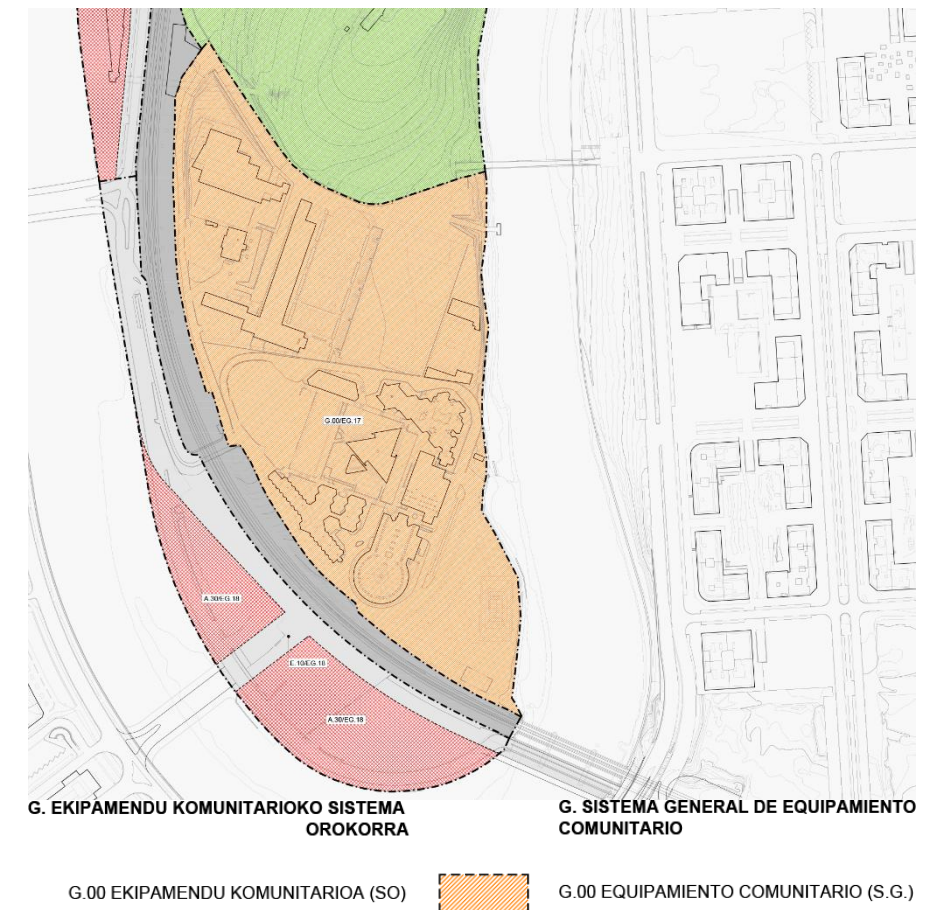 G.00/EG.17
A.30/EG.18
E.10/EG.18
A.30/EG.18
G. EKIPAMENDU KOMUNITARIOKO SISTEMA
OROKORRA
G. SISTEMA GENERAL DE EQUIPAMIENTO
COMUNITARIO
G.00 EKIPAMENDU KOMUNITARIOA (SO)
G.00 EQUIPAMIENTO COMUNITARIO (S.G.)